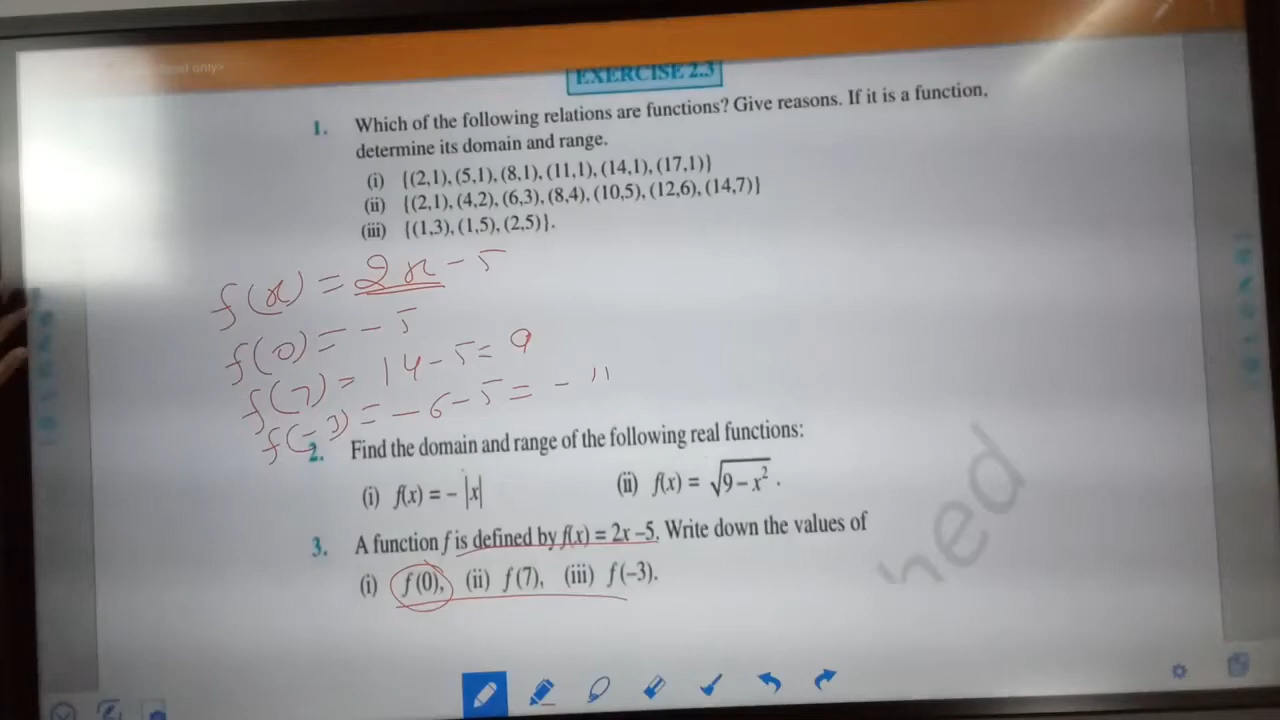 EXERCISE 2.3
1. Which of the following relations are functions? Give reasons. If it is a function,
determine its domain and range.
(i) {(2,1), (5,1), (8,1), (11,1), (14,1), (17,1)}
(ii) {(2,1), (4,2), (6,3), (8,4), (10,5), (12,6), (14,7)}
(iii) {(1,3), (1,5), (2,5)}.
f(x) = 2x - 5
f(0) = - 5
f(7) = 14 - 5 = 9
f(-3) = - 6 - 5 = - 11
2. Find the domain and range of the following real functions:
(i) f(x) = – |x| (ii) f(x) = √9 – x² .
3. A function f is defined by f(x) = 2x –5. Write down the values of
(i) f(0), (ii) f(7), (iii) f(–3).